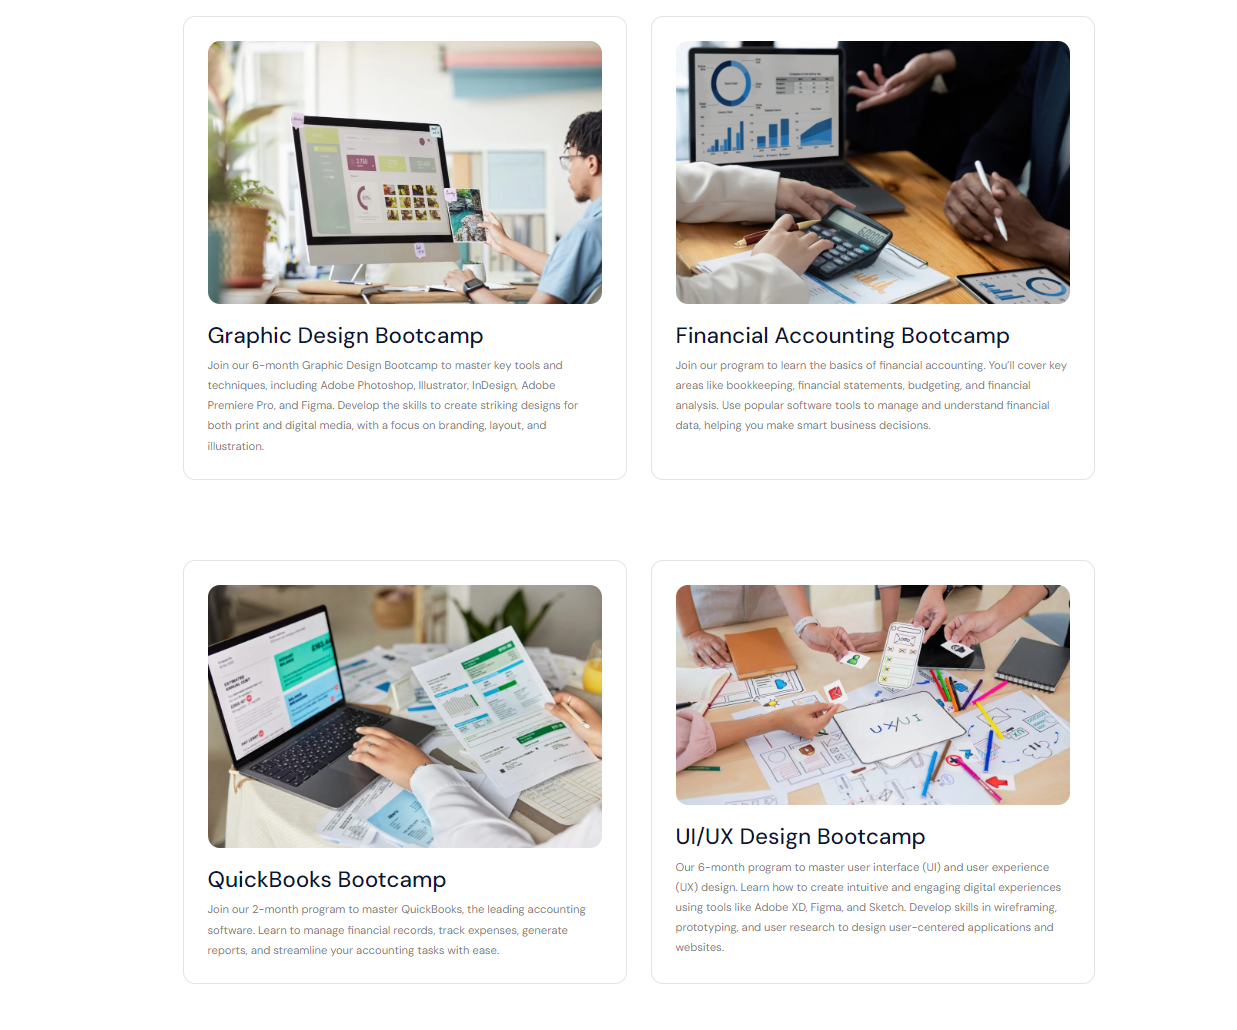 Graphic Design Bootcamp
Join our 6-month Graphic Design Bootcamp to master key tools and
techniques, including Adobe Photoshop, Illustrator, InDesign, Adobe
Premiere Pro, and Figma. Develop the skills to create striking designs for
both print and digital media, with a focus on branding, layout, and
illustration.
Financial Accounting Bootcamp
Join our program to learn the basics of financial accounting. You'll cover key
areas like bookkeeping, financial statements, budgeting, and financial
analysis. Use popular software tools to manage and understand financial
data, helping you make smart business decisions.
QuickBooks Bootcamp
Join our 2-month program to master QuickBooks, the leading accounting
software. Learn to manage financial records, track expenses, generate
reports, and streamline your accounting tasks with ease.
UX/UI
UI/UX Design Bootcamp
Our 6-month program to master user interface (UI) and user experience
(UX) design. Learn how to create intuitive and engaging digital experiences
using tools like Adobe XD, Figma, and Sketch. Develop skills in wireframing,
prototyping, and user research to design user-centered applications and
websites.